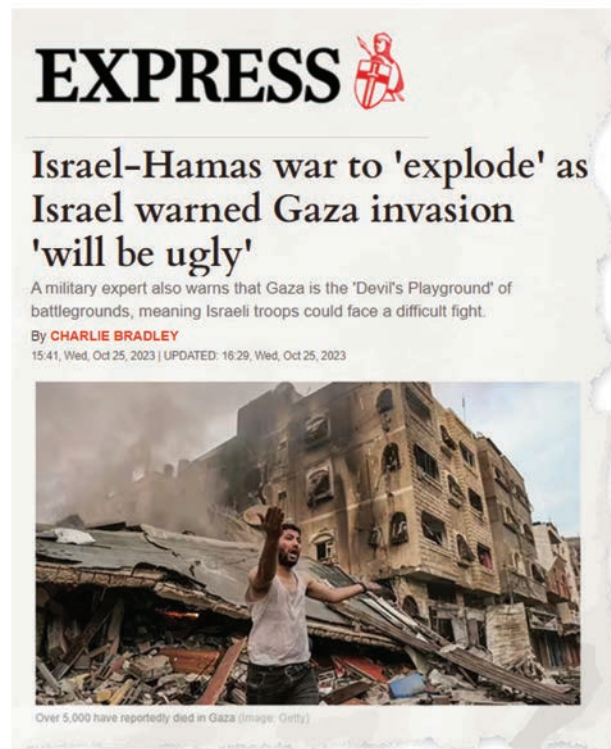 EXPRESS
Israel-Hamas war to 'explode' as
Israel warned Gaza invasion
'will be ugly'
A military expert also warns that Gaza is the 'Devil's Playground' of
battlegrounds, meaning Israeli troops could face a difficult fight.
By CHARLIE BRADLEY
15:41, Wed, Oct 25, 2023 | UPDATED: 16:29, Wed, Oct 25, 2023
Over 5,000 have reportedly died in Gaza (Image: Getty)